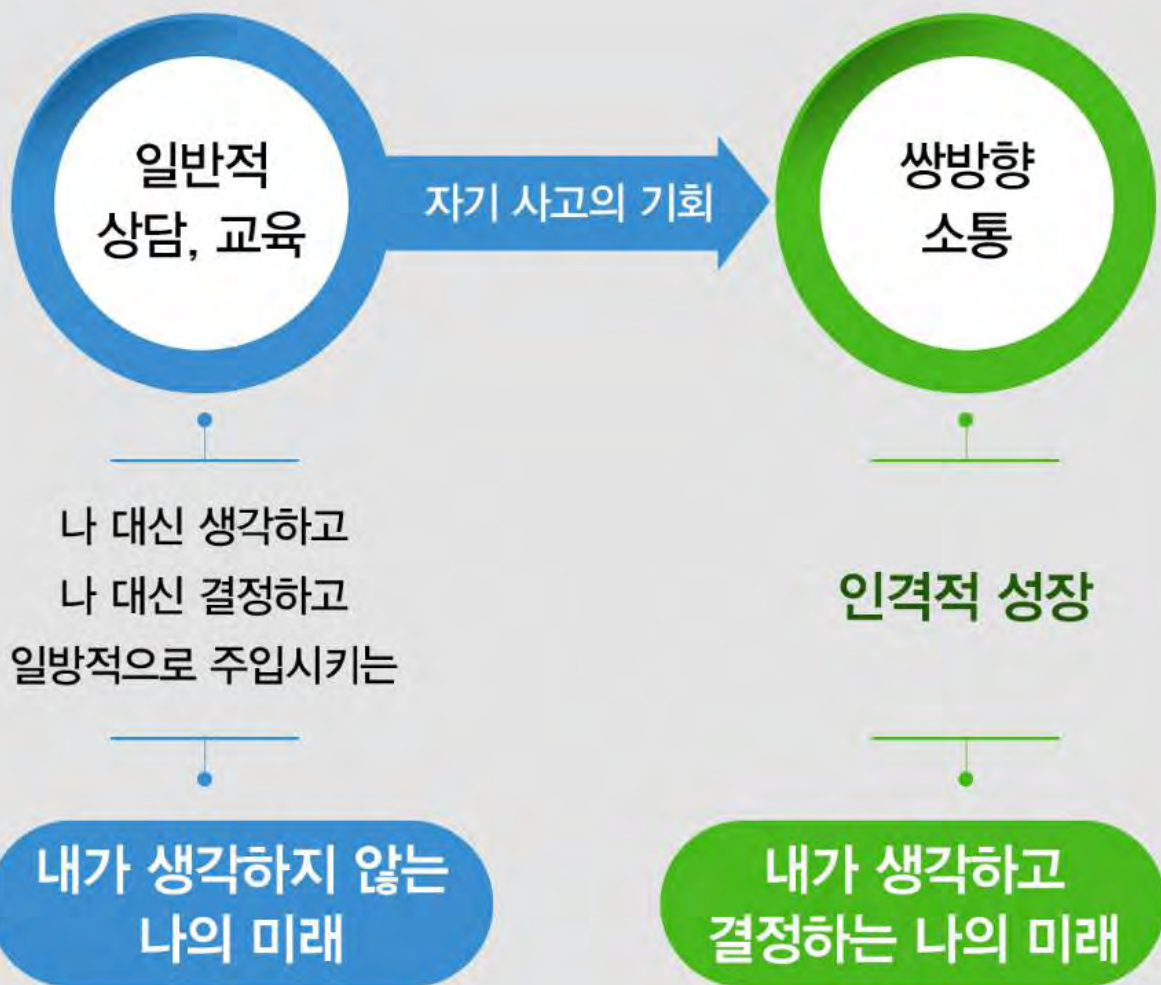 일반적
상담, 교육
자기 사고의 기회
쌍방향
소통
나 대신 생각하고
나 대신 결정하고
일방적으로 주입시키는
인격적 성장
내가 생각하지 않는
나의 미래
내가 생각하고
결정하는 나의 미래